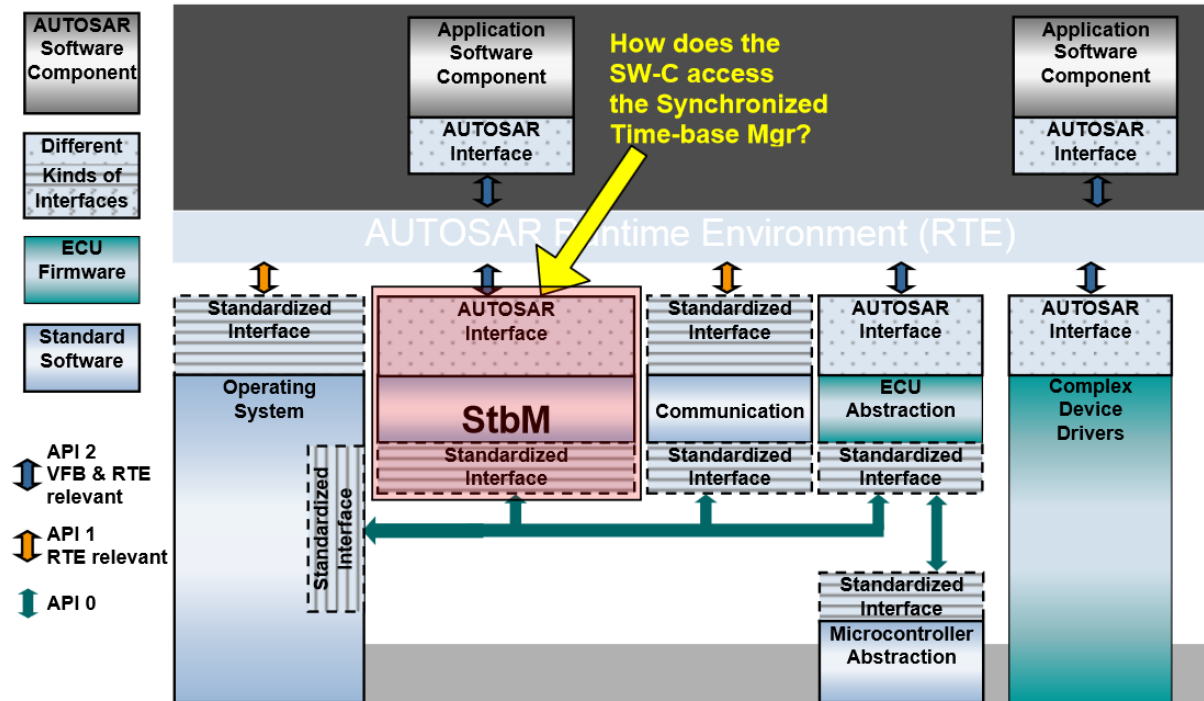 AUTOSAR
Software
Component
Different
Kinds of
Interfaces
ECU
Firmware
Standard
Software
API 2
VFB & RTE
relevant
API 1
RTE relevant
API 0
Application
Software
Component
AUTOSAR
Interface
How does the
SW-C access
the Synchronized
Time-base Mgr?
Application
Software
Component
AUTOSAR
Interface
AUTOSAR Runtime Environment (RTE)
Standardized
Interface
Operating
System
Standardized
Interface
AUTOSAR
Interface
StbM
Standardized
Interface
Standardized
Interface
Communication
Standardized
Interface
AUTOSAR
Interface
ECU
Abstraction
Standardized
Interface
Standardized
Interface
Microcontroller
Abstraction
AUTOSAR
Interface
Complex
Device
Drivers